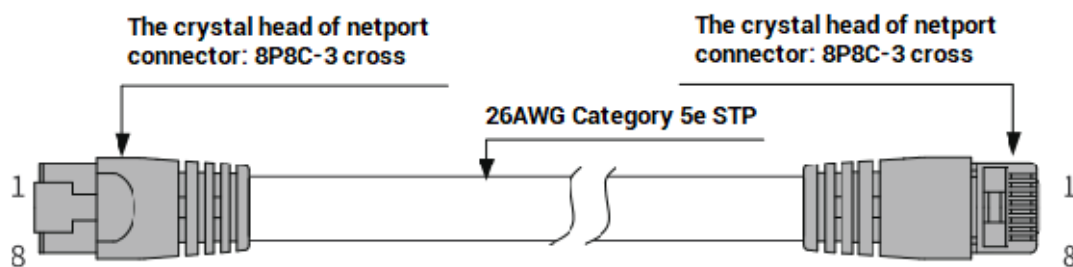 The crystal head of netport
connector: 8P8C-3 cross
The crystal head of netport
connector: 8P8C-3 cross
26AWG Category 5e STP
1
8
1
8